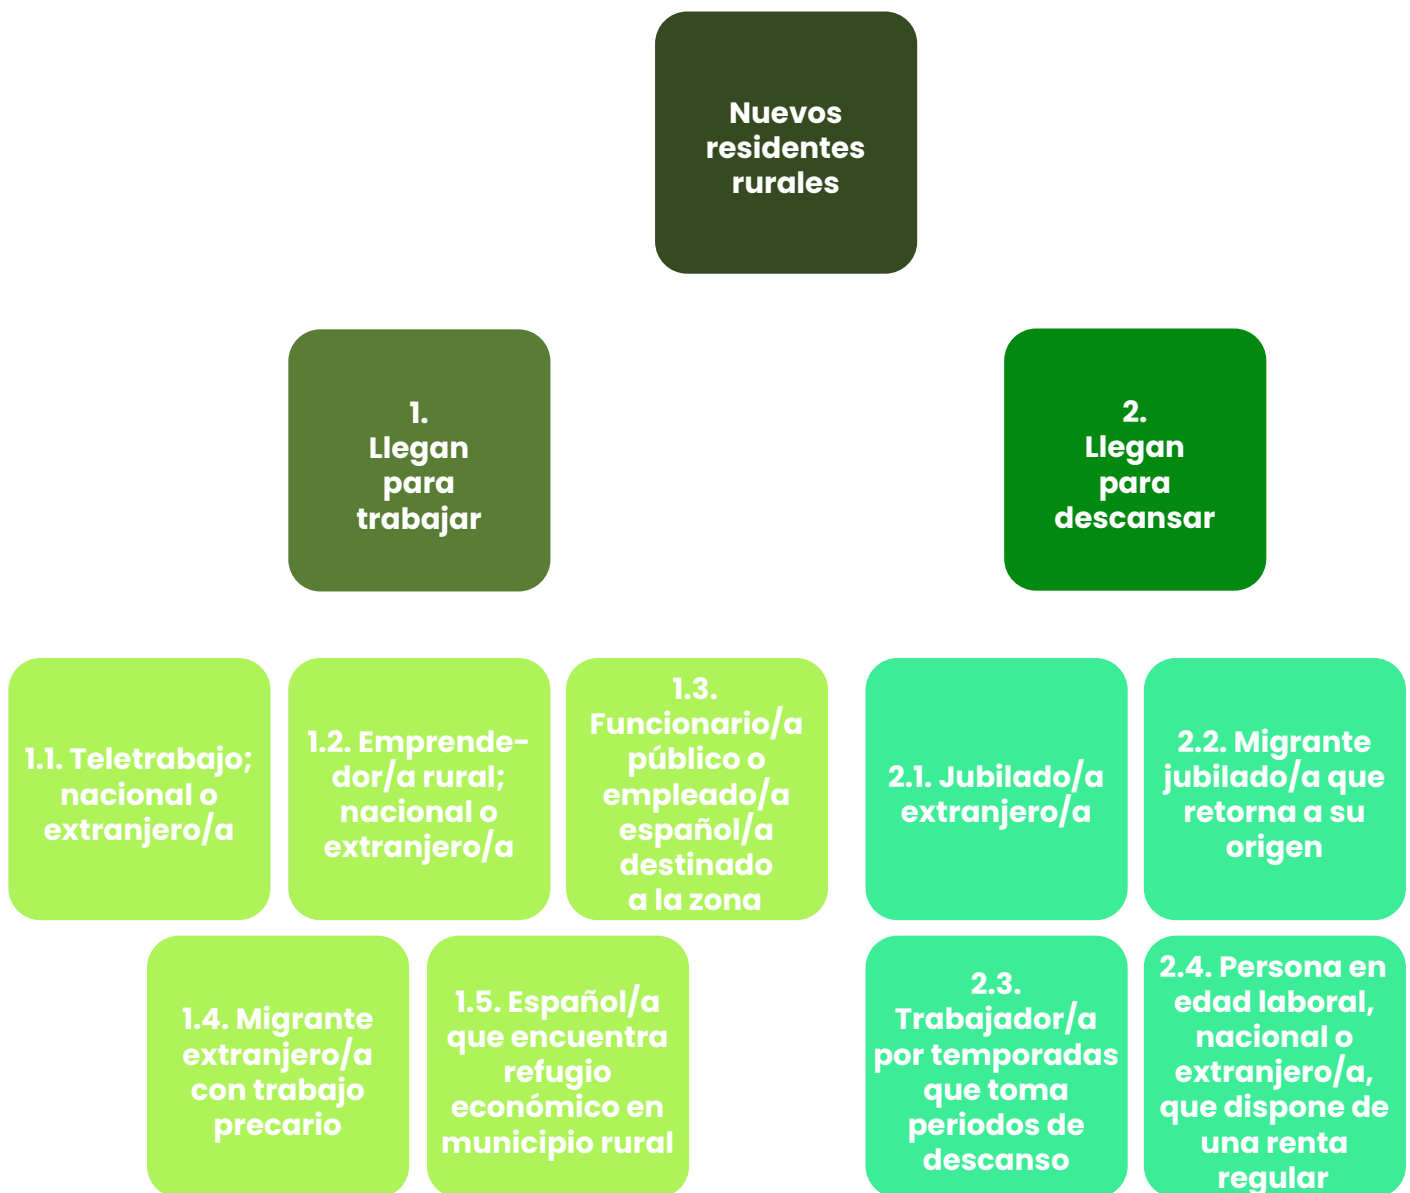 Nuevos
residentes
rurales
1.
Llegan
para
trabajar
2.
Llegan
para
descansar
1.1. Teletrabajo;
nacional o
extranjero/a
1.2. Emprende-
dor/a rural;
nacional o
extranjero/a
1.3.
Funcionario/a
público o
empleado/a
español/a
destinado
a la zona
2.1. Jubilado/a
extranjero/a
2.2. Migrante
jubilado/a que
retorna a su
origen
1.4. Migrante
extranjero/a
con trabajo
precario
1.5. Español/a
que encuentra
refugio
económico en
municipio rural
2.3.
Trabajador/a
por temporadas
que toma
periodos de
descanso
2.4. Persona en
edad laboral,
nacional o
extranjero/a,
que dispone de
una renta
regular